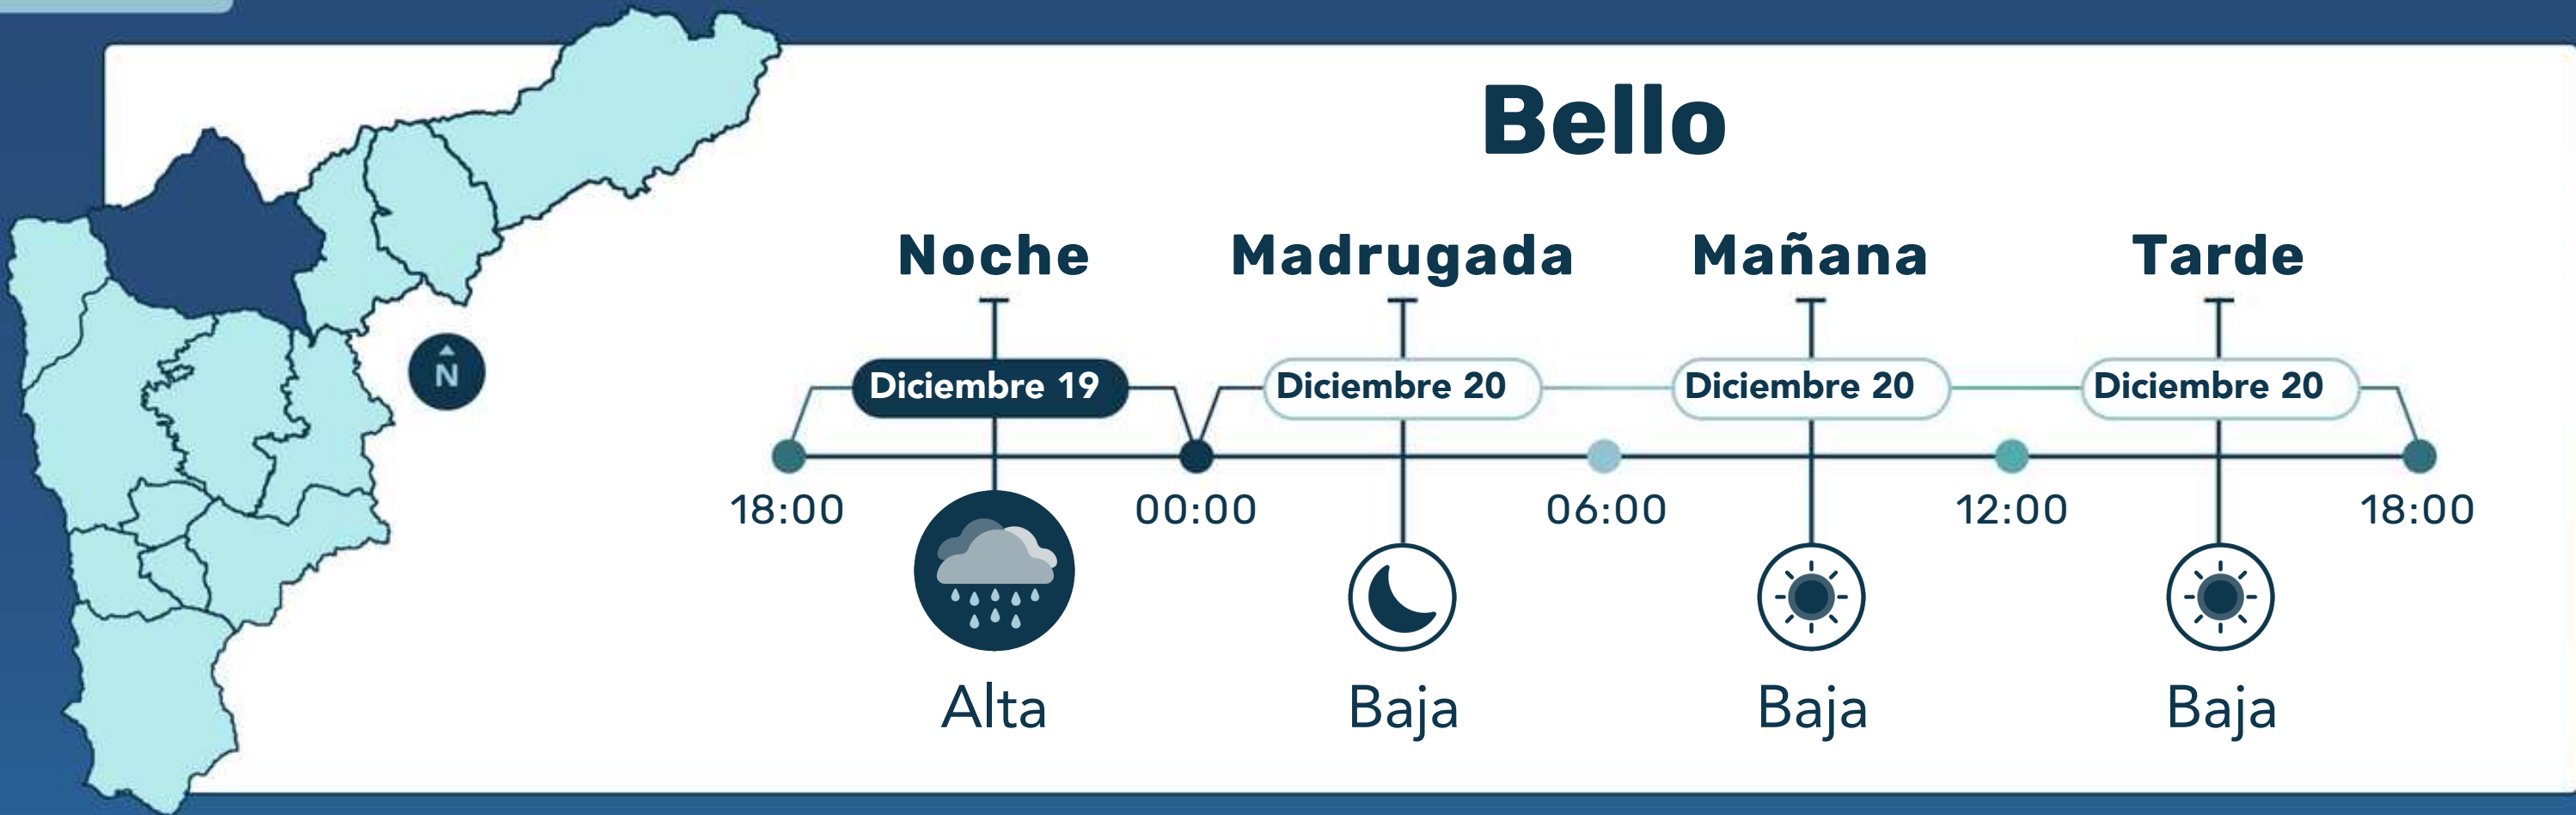 Bello
Noche Madrugada Mañana Tarde
Diciembre 19 Diciembre 20 Diciembre 20 Diciembre 20
N
18:00 00:00 06:00 12:00 18:00
Alta Baja Baja Baja